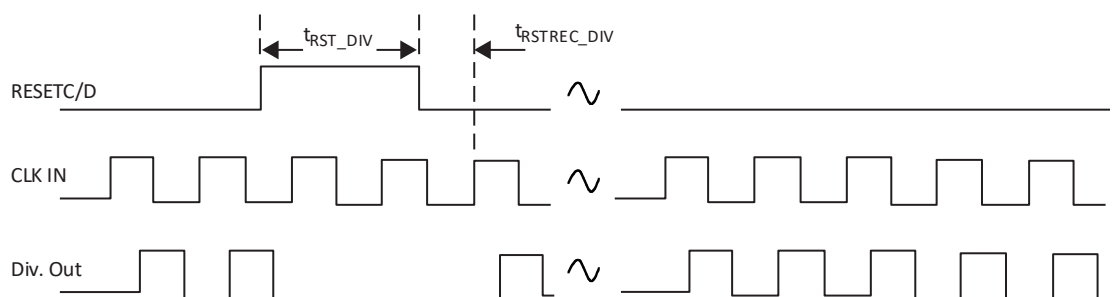 tRST_DIV
tRSTREC_DIV
RESETC/D
CLK IN
Div. Out